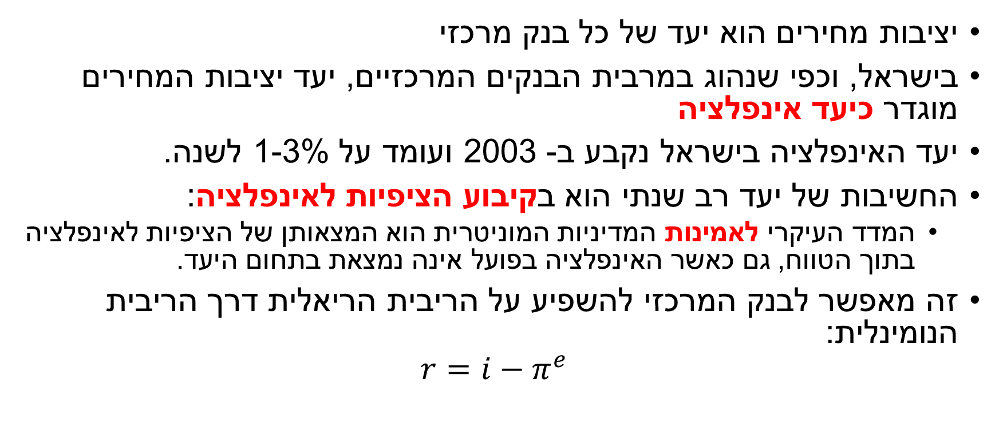 • יציבות מחירים הוא יעד של כל בנק מרכזי
• בישראל, וכפי שנהוג במרבית הבנקים המרכזיים, יעד יציבות המחירים
מוגדר כיעד אינפלציה
• יעד האינפלציה בישראל נקבע ב- 2003 ועומד על 1-3% לשנה.
• החשיבות של יעד רב שנתי הוא בקיבוע הציפיות לאינפלציה:
• המדד העיקרי לאמינות המדיניות המוניטרית הוא המצאותן של הציפיות לאינפלציה
בתוך הטווח, גם כאשר האינפלציה בפועל אינה נמצאת בתחום היעד.
• זה מאפשר לבנק המרכזי להשפיע על הריבית הריאלית דרך הריבית
הנומינלית:
r = i − π^e